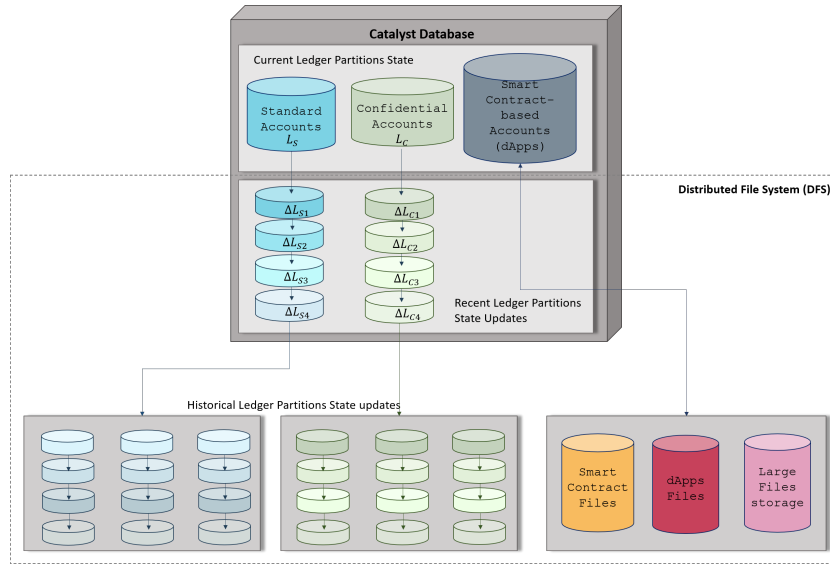 Catalyst Database
Current Ledger Partitions State
Standard
Accounts
L_S
Confidential
Accounts
L_C
Smart
Contract-
based
Accounts
(dApps)
Distributed File System (DFS)
ΔL_S1
ΔL_S2
ΔL_S3
ΔL_S4
ΔL_C1
ΔL_C2
ΔL_C3
ΔL_C4
Recent Ledger Partitions
State Updates
Historical Ledger Partitions State updates
Smart
Contract
Files
dApps
Files
Large
Files
storage